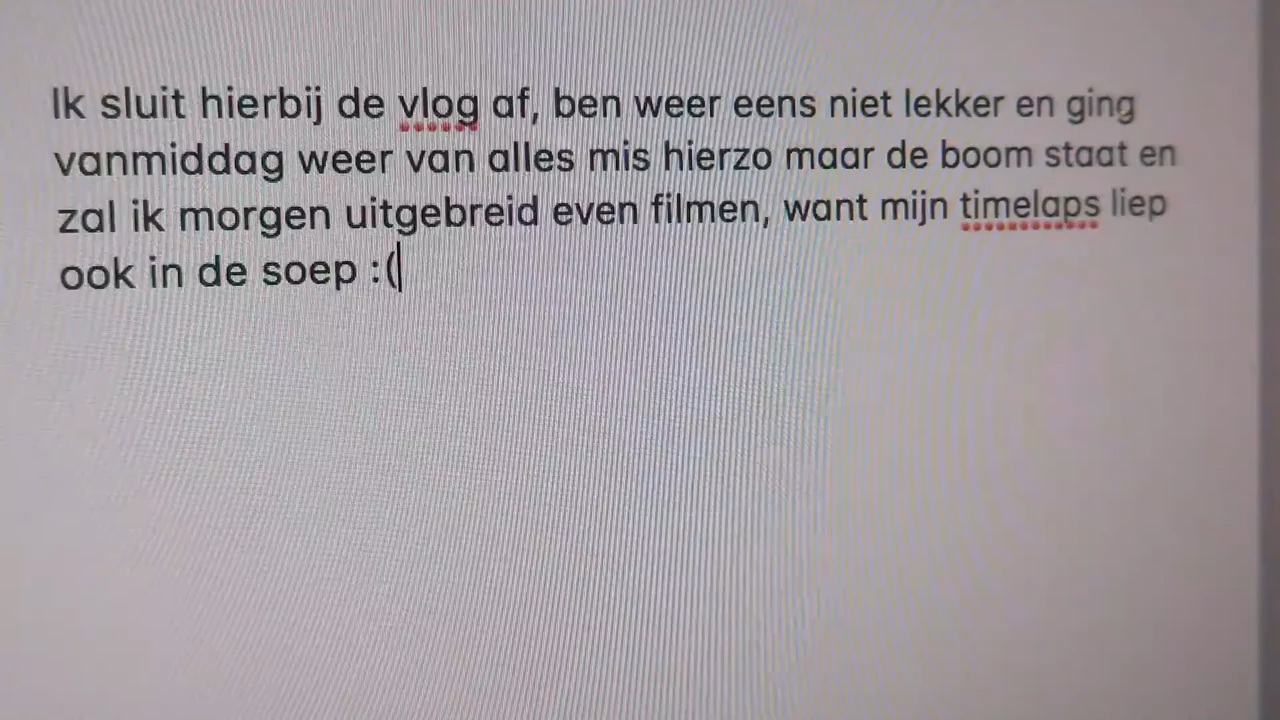 Ik sluit hierbij de vlog af, ben weer eens niet lekker en ging
vanmiddag weer van alles mis hierzo maar de boom staat en
zal ik morgen uitgebreid even filmen, want mijn timelaps liep
ook in de soep :(